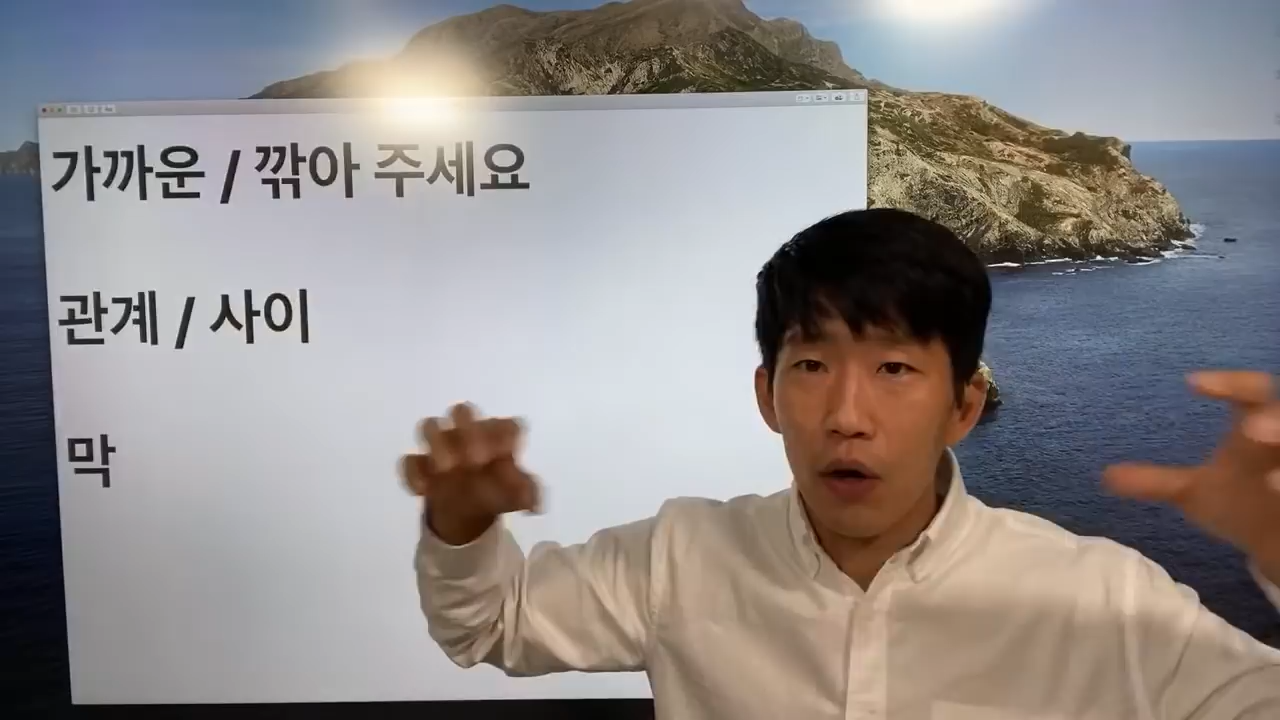 가까운 / 깎아 주세요
관계 / 사이
막